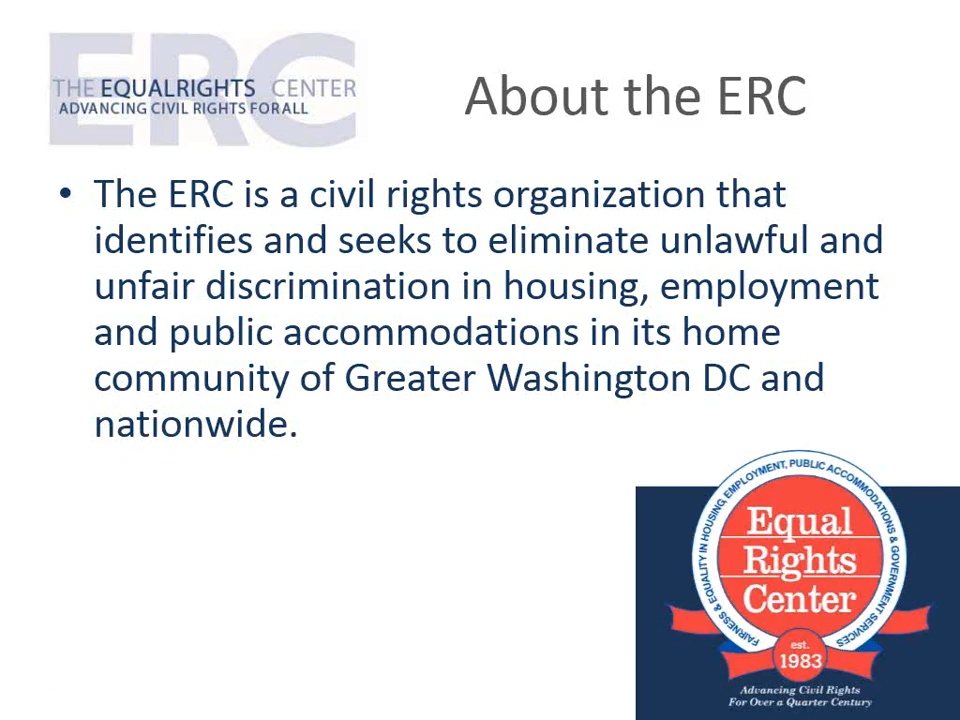 ERC
THE EQUALRIGHTS CENTER
ADVANCING CIVIL RIGHTS FOR ALL
About the ERC
• The ERC is a civil rights organization that
identifies and seeks to eliminate unlawful and
unfair discrimination in housing, employment
and public accommodations in its home
community of Greater Washington DC and
nationwide.
FAIRNESS & EQUALITY IN HOUSING, EMPLOYMENT, PUBLIC ACCOMMODATIONS & GOVERNMENT SERVICES
Equal
Rights
Center
est.
1983
Advancing Civil Rights
For Over a Quarter Century